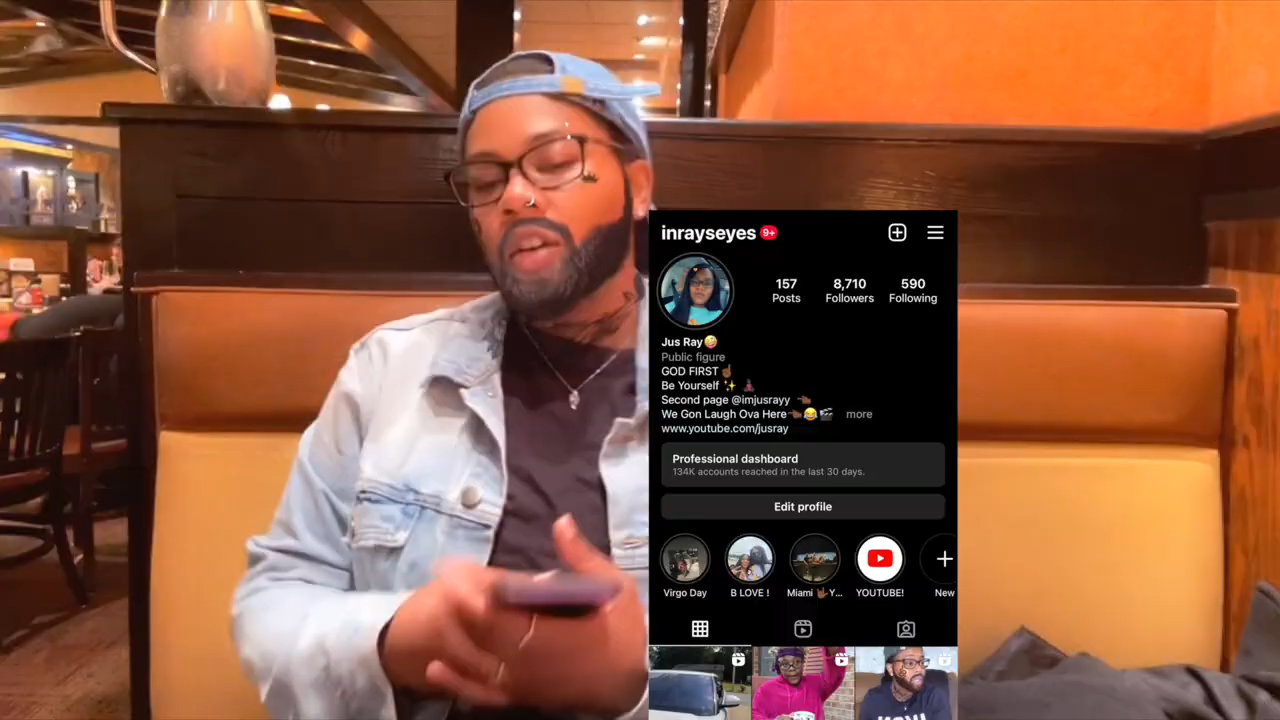 inrayseyes 9+
157 8,710 590
Posts Followers Following
Jus Ray🤪
Public figure
GOD FIRST☝🏾
Be Yourself ✨ 🧘🏾‍♀️
Second page @imjusrayy 👈🏾
We Gon Laugh Ova Here👈🏾😂🎬 more
www.youtube.com/jusray
Professional dashboard
134K accounts reached in the last 30 days.
Edit profile
Virgo Day B LOVE ! Miami 🤟🏾Y... YOUTUBE! New